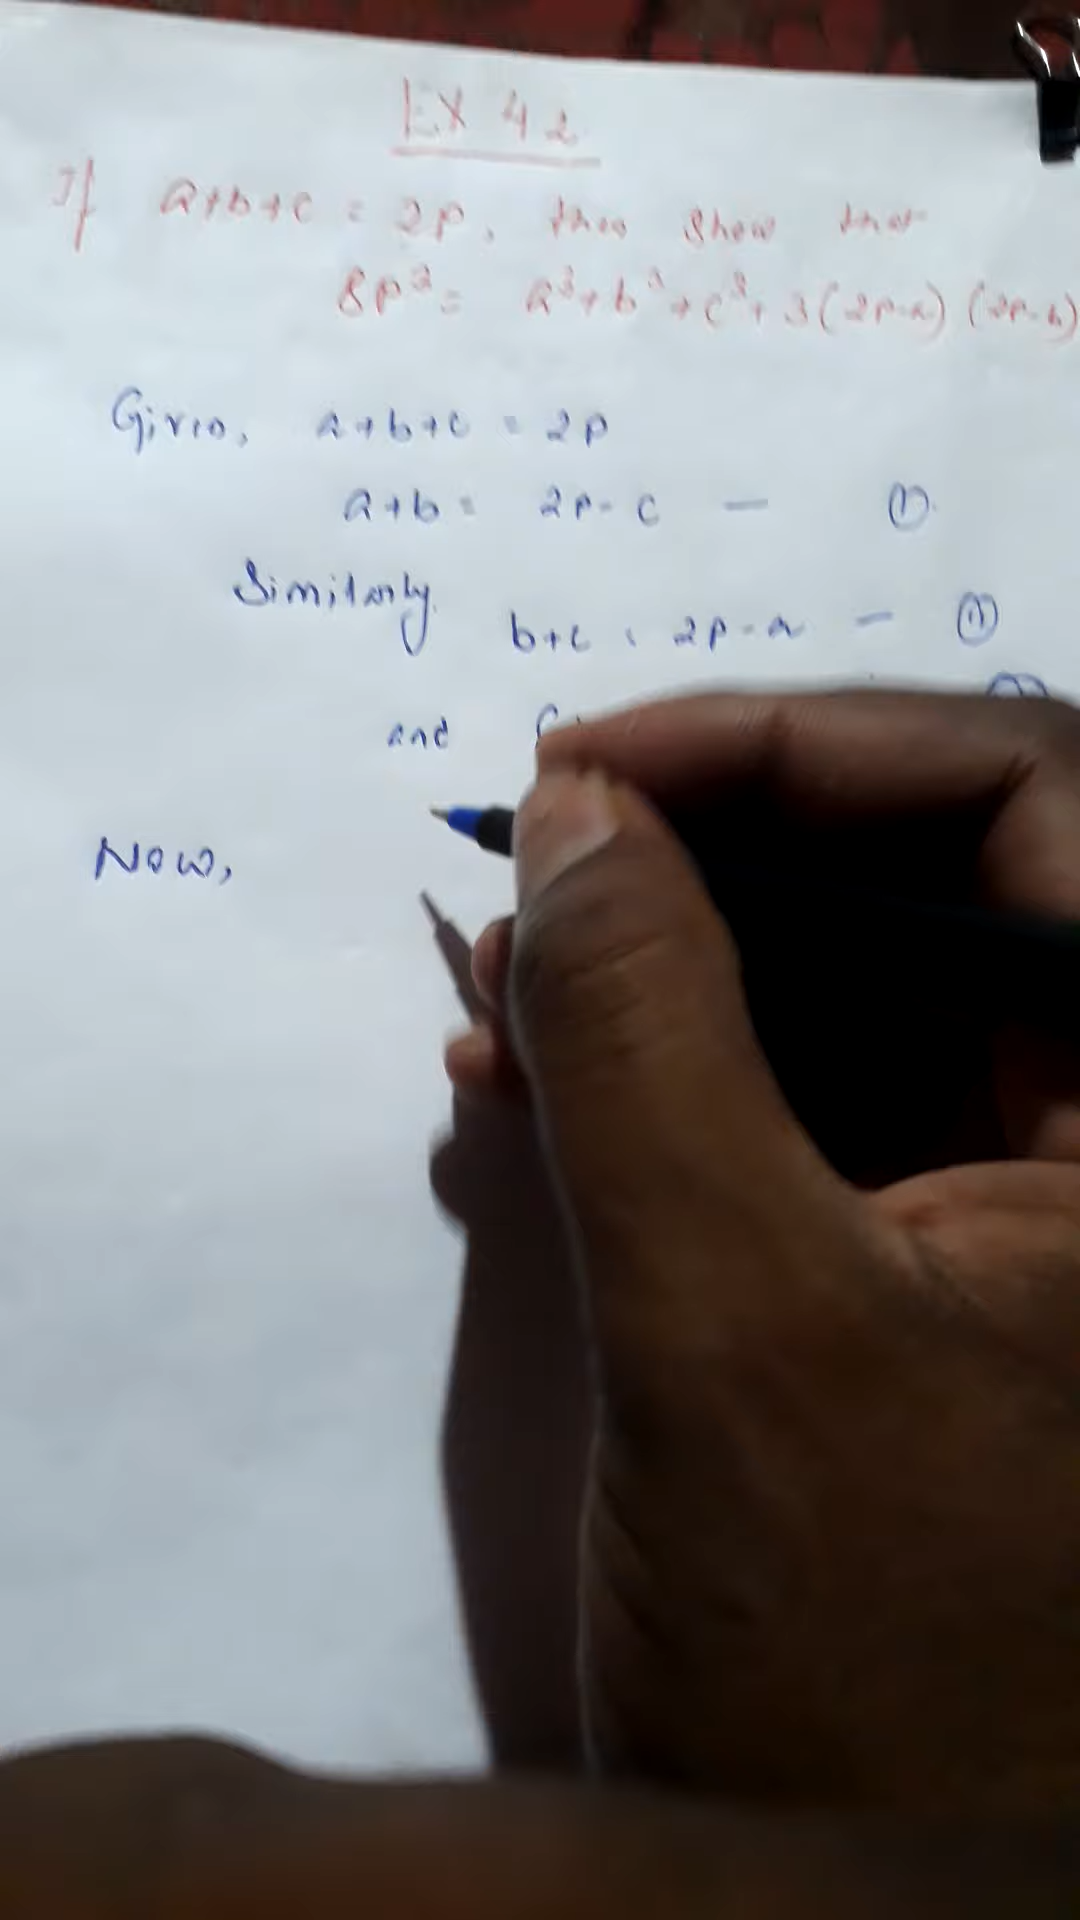 Ex 42
If a+b+c = 2p, then show that
8p³ = a³+b³+c³+3(2p-a)(2p-b)
Given, a+b+c = 2p
a+b = 2p-c — (I)
Similarly b+c = 2p-a — (II)
and
Now,